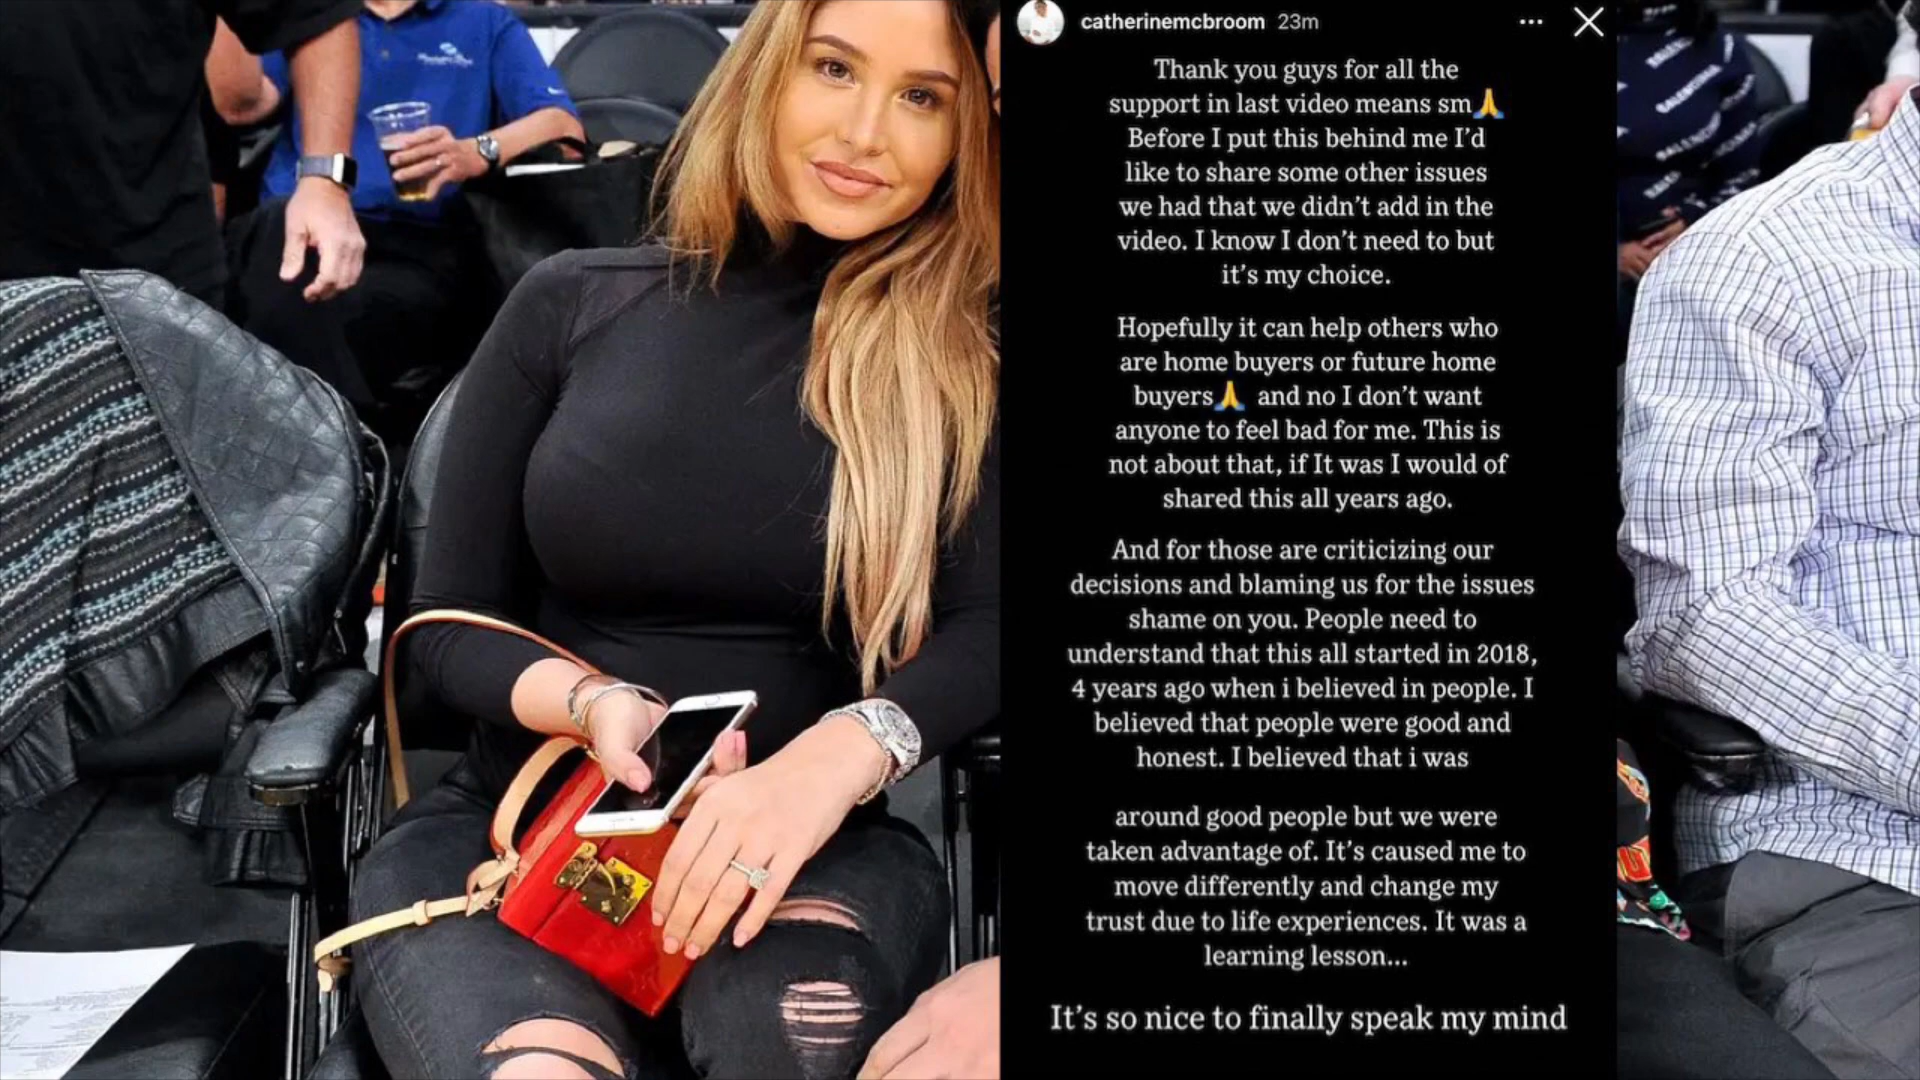 catherinemcbroom 23m
Thank you guys for all the
support in last video means sm🙏
Before I put this behind me I’d
like to share some other issues
we had that we didn’t add in the
video. I know I don’t need to but
it’s my choice.
Hopefully it can help others who
are home buyers or future home
buyers🙏 and no I don’t want
anyone to feel bad for me. This is
not about that, if It was I would of
shared this all years ago.
And for those are criticizing our
decisions and blaming us for the issues
shame on you. People need to
understand that this all started in 2018,
4 years ago when i believed in people. I
believed that people were good and
honest. I believed that i was
around good people but we were
taken advantage of. It’s caused me to
move differently and change my
trust due to life experiences. It was a
learning lesson...
It’s so nice to finally speak my mind
BALENCIAGA